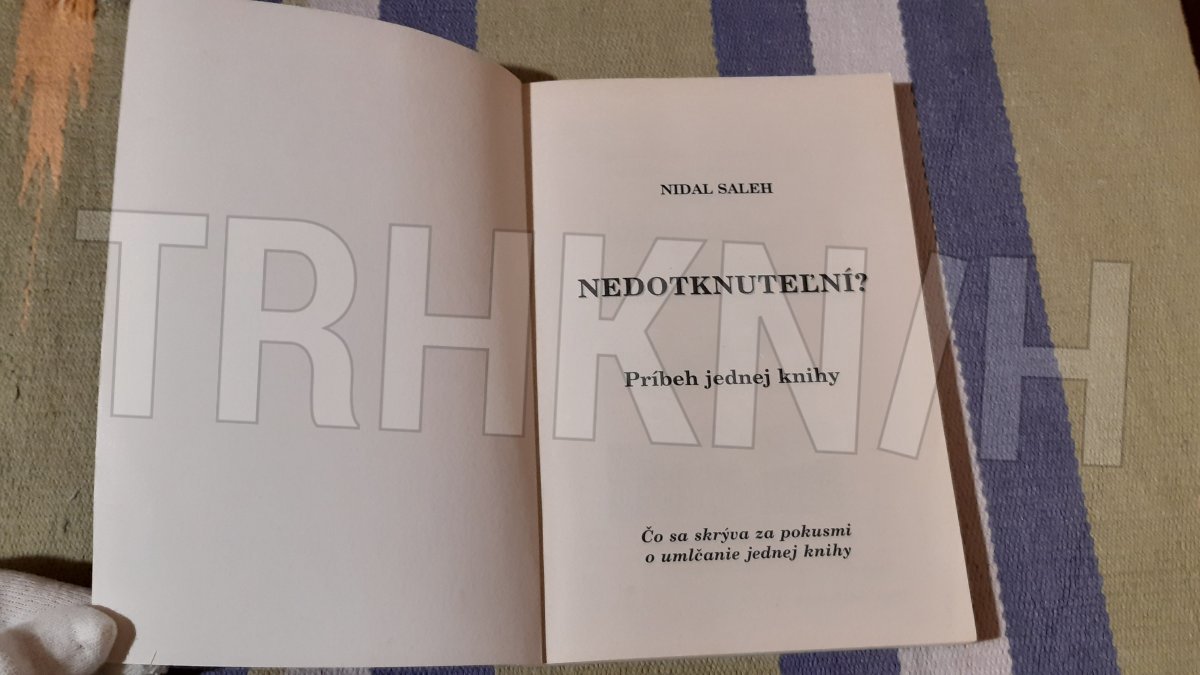 NIDAL SALEH
NEDOTKNUTEĽNÍ?
Príbeh jednej knihy
Čo sa skrýva za pokusmi
o umlčanie jednej knihy
TRHKNIH